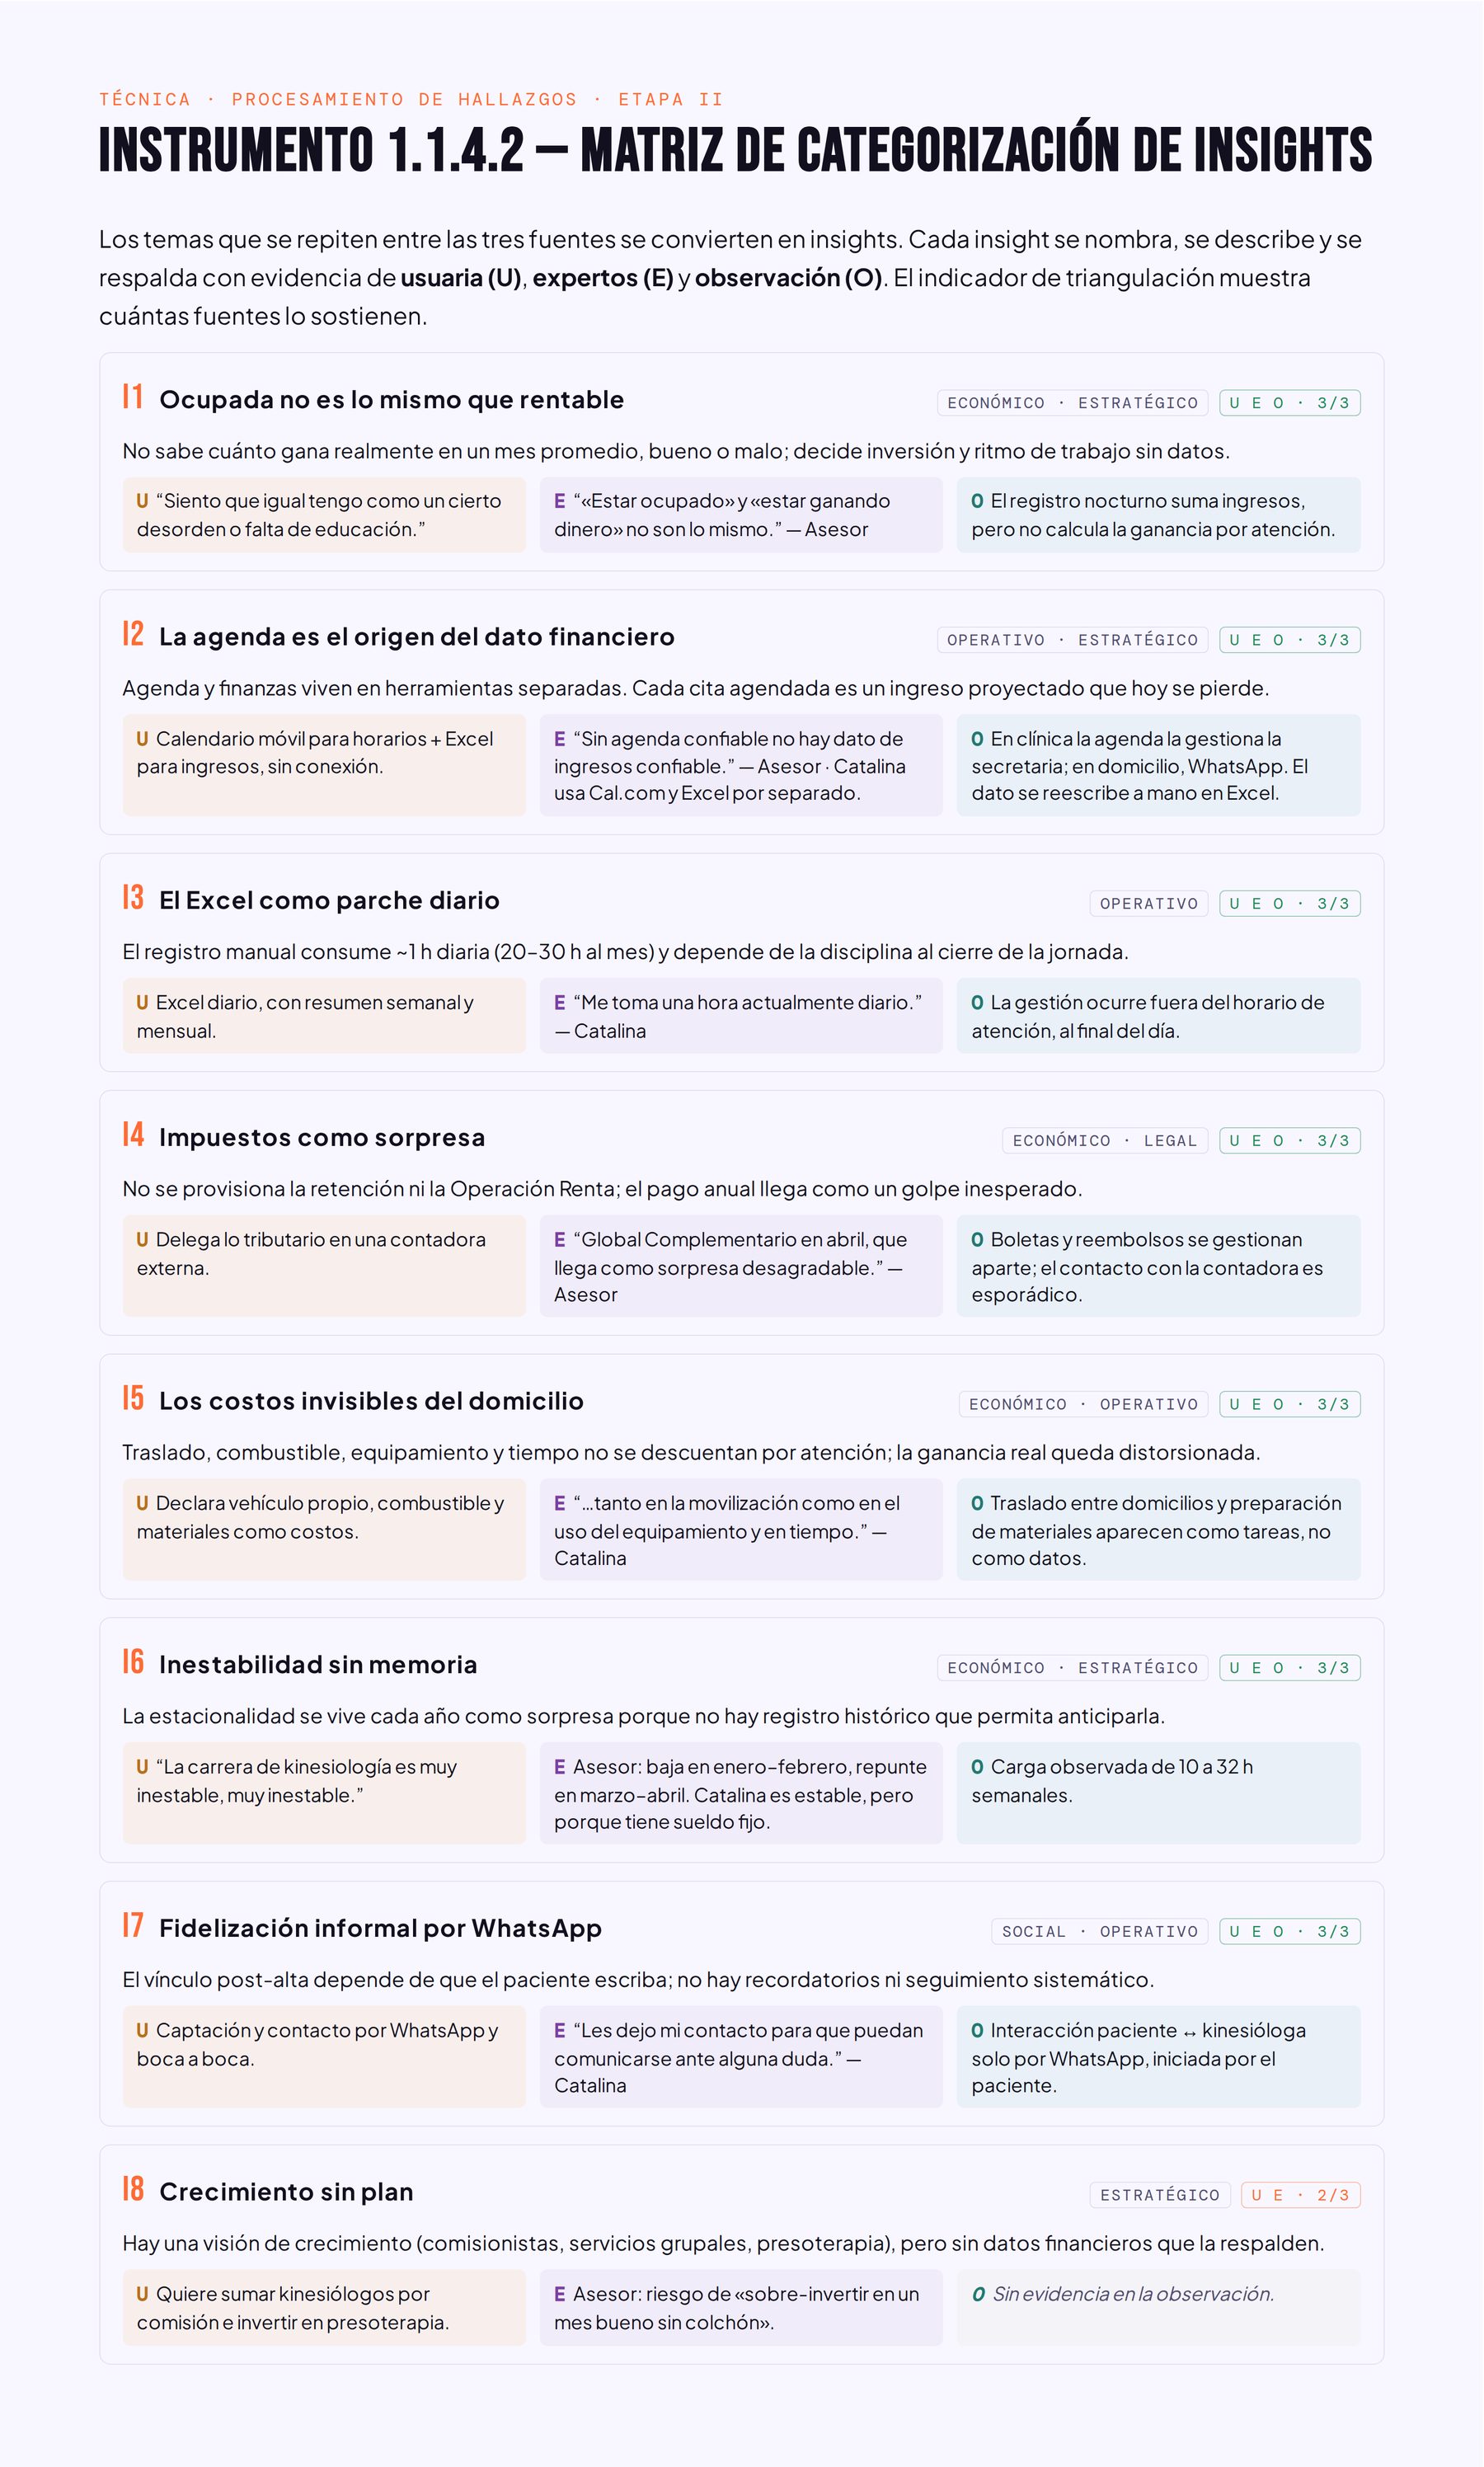 TÉCNICA · PROCESAMIENTO DE HALLAZGOS · ETAPA II
INSTRUMENTO 1.1.4.2 — MATRIZ DE CATEGORIZACIÓN DE INSIGHTS
Los temas que se repiten entre las tres fuentes se convierten en insights. Cada insight se nombra, se describe y se
respalda con evidencia de usuaria (U), expertos (E) y observación (O). El indicador de triangulación muestra
cuántas fuentes lo sostienen.
I1 Ocupada no es lo mismo que rentable
ECONÓMICO · ESTRATÉGICO
U E O · 3/3
No sabe cuánto gana realmente en un mes promedio, bueno o malo; decide inversión y ritmo de trabajo sin datos.
U “Siento que igual tengo como un cierto
desorden o falta de educación.”
E “«Estar ocupado» y «estar ganando
dinero» no son lo mismo.” — Asesor
O El registro nocturno suma ingresos,
pero no calcula la ganancia por atención.
I2 La agenda es el origen del dato financiero
OPERATIVO · ESTRATÉGICO
U E O · 3/3
Agenda y finanzas viven en herramientas separadas. Cada cita agendada es un ingreso proyectado que hoy se pierde.
U Calendario móvil para horarios + Excel
para ingresos, sin conexión.
E “Sin agenda confiable no hay dato de
ingresos confiable.” — Asesor · Catalina
usa Cal.com y Excel por separado.
O En clínica la agenda la gestiona la
secretaria; en domicilio, WhatsApp. El
dato se reescribe a mano en Excel.
I3 El Excel como parche diario
OPERATIVO
U E O · 3/3
El registro manual consume ~1 h diaria (20–30 h al mes) y depende de la disciplina al cierre de la jornada.
U Excel diario, con resumen semanal y
mensual.
E “Me toma una hora actualmente diario.”
— Catalina
O La gestión ocurre fuera del horario de
atención, al final del día.
I4 Impuestos como sorpresa
ECONÓMICO · LEGAL
U E O · 3/3
No se provisiona la retención ni la Operación Renta; el pago anual llega como un golpe inesperado.
U Delega lo tributario en una contadora
externa.
E “Global Complementario en abril, que
llega como sorpresa desagradable.” —
Asesor
O Boletas y reembolsos se gestionan
aparte; el contacto con la contadora es
esporádico.
I5 Los costos invisibles del domicilio
ECONÓMICO · OPERATIVO
U E O · 3/3
Traslado, combustible, equipamiento y tiempo no se descuentan por atención; la ganancia real queda distorsionada.
U Declara vehículo propio, combustible y
materiales como costos.
E “…tanto en la movilización como en el
uso del equipamiento y en tiempo.” —
Catalina
O Traslado entre domicilios y preparación
de materiales aparecen como tareas, no
como datos.
I6 Inestabilidad sin memoria
ECONÓMICO · ESTRATÉGICO
U E O · 3/3
La estacionalidad se vive cada año como sorpresa porque no hay registro histórico que permita anticiparla.
U “La carrera de kinesiología es muy
inestable, muy inestable.”
E Asesor: baja en enero–febrero, repunte
en marzo–abril. Catalina es estable, pero
porque tiene sueldo fijo.
O Carga observada de 10 a 32 h
semanales.
I7 Fidelización informal por WhatsApp
SOCIAL · OPERATIVO
U E O · 3/3
El vínculo post-alta depende de que el paciente escriba; no hay recordatorios ni seguimiento sistemático.
U Captación y contacto por WhatsApp y
boca a boca.
E “Les dejo mi contacto para que puedan
comunicarse ante alguna duda.” —
Catalina
O Interacción paciente ↔ kinesióloga
solo por WhatsApp, iniciada por el
paciente.
I8 Crecimiento sin plan
ESTRATÉGICO
U E · 2/3
Hay una visión de crecimiento (comisionistas, servicios grupales, presoterapia), pero sin datos financieros que la respalden.
U Quiere sumar kinesiólogos por
comisión e invertir en presoterapia.
E Asesor: riesgo de «sobre-invertir en un
mes bueno sin colchón».
O Sin evidencia en la observación.